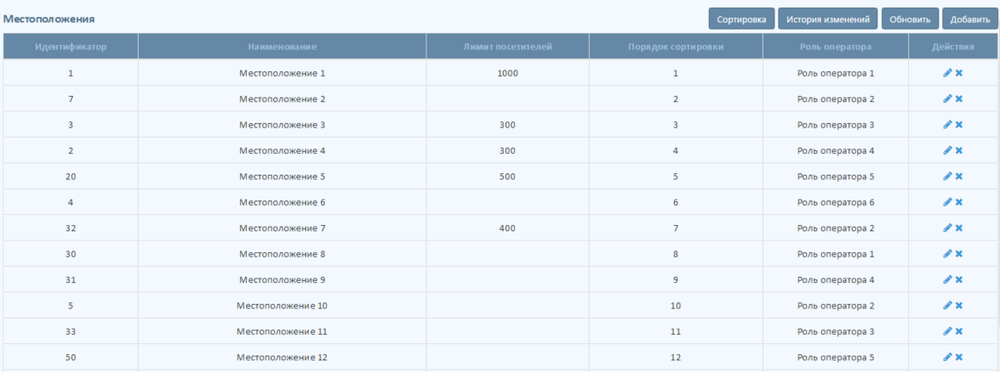 Местоположения Сортировка История изменений Обновить Добавить
Идентификатор Наименование Лимит посетителей Порядок сортировки Роль оператора Действия
1 Местоположение 1 1000 1 Роль оператора 1
7 Местоположение 2 2 Роль оператора 2
3 Местоположение 3 300 3 Роль оператора 3
2 Местоположение 4 300 4 Роль оператора 4
20 Местоположение 5 500 5 Роль оператора 5
4 Местоположение 6 6 Роль оператора 6
32 Местоположение 7 400 7 Роль оператора 2
30 Местоположение 8 8 Роль оператора 1
31 Местоположение 9 9 Роль оператора 4
5 Местоположение 10 10 Роль оператора 2
33 Местоположение 11 11 Роль оператора 3
50 Местоположение 12 12 Роль оператора 5